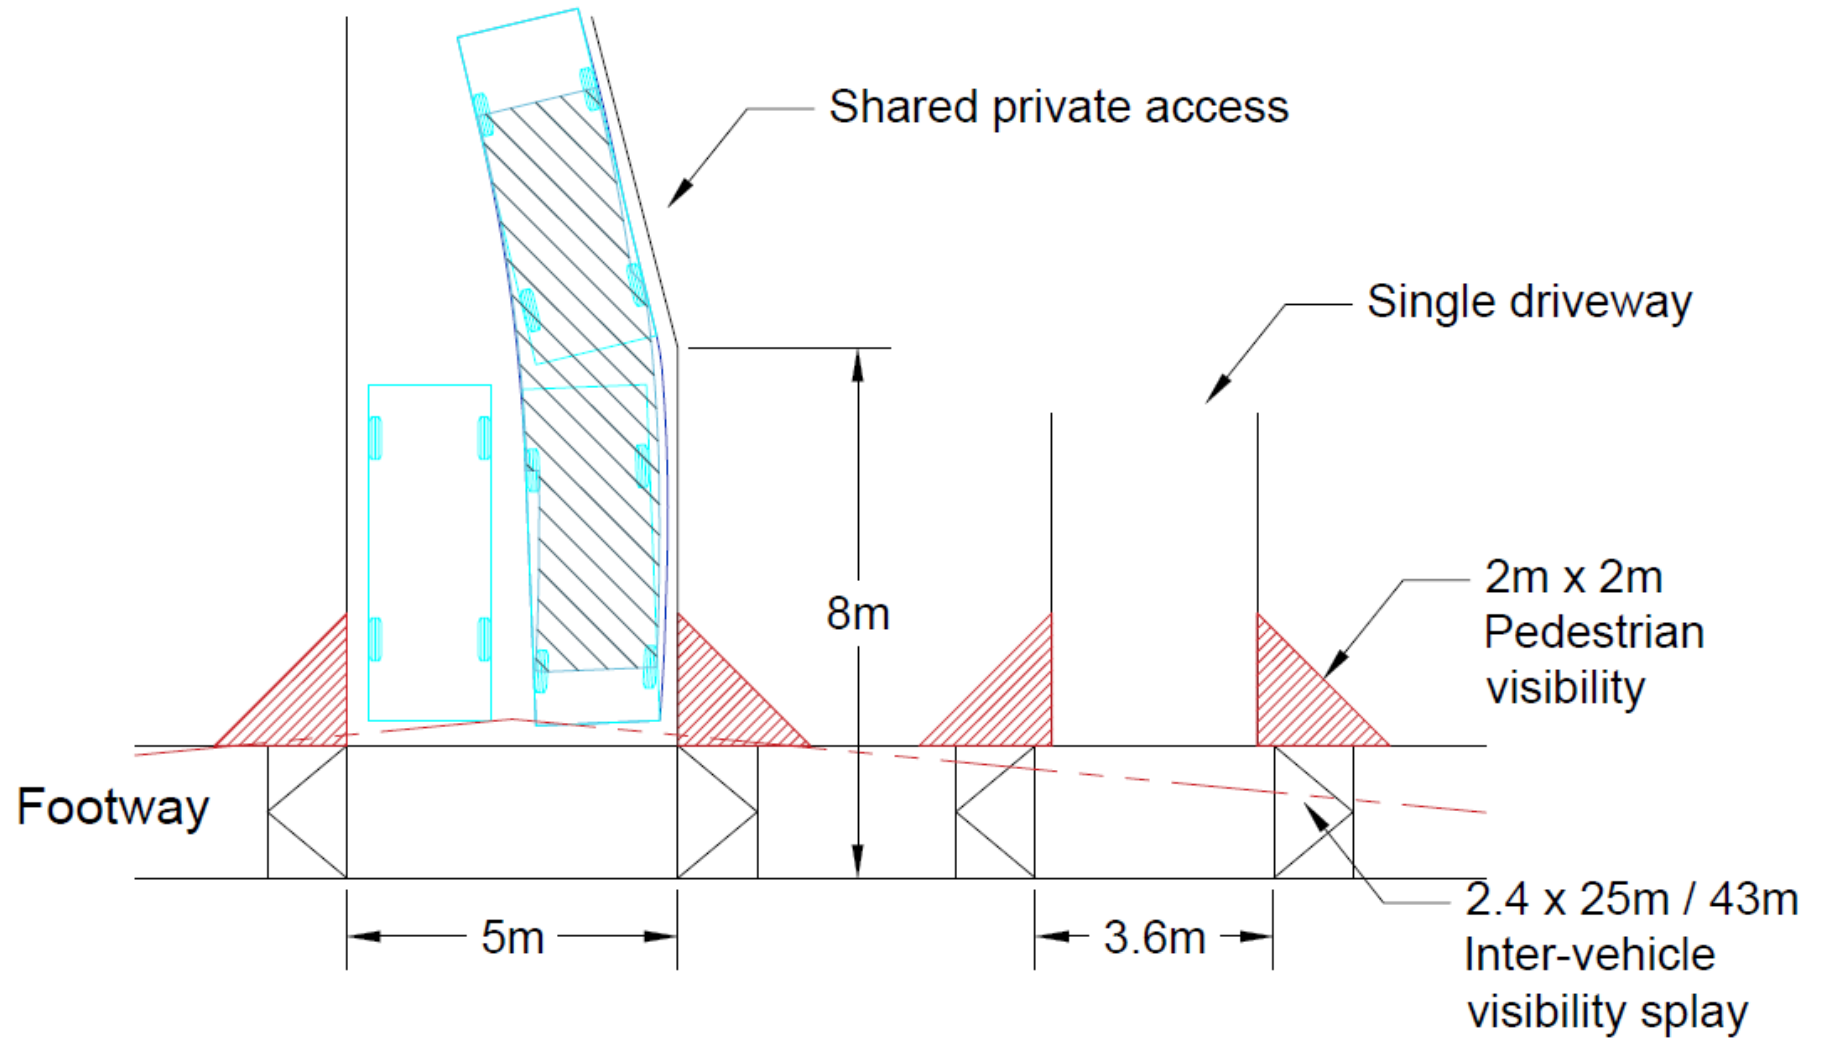 Shared private access
Single driveway
2m x 2m
Pedestrian
visibility
8m
Footway
5m
3.6m
2.4 x 25m / 43m
Inter-vehicle
visibility splay